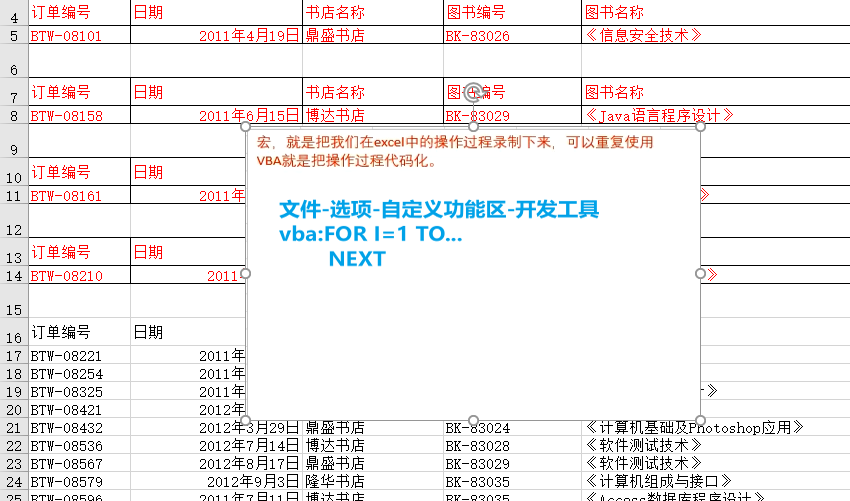 4 订单编号 日期 书店名称 图书编号 图书名称
5 BTW-08101 2011年4月19日 鼎盛书店 BK-83026 《信息安全技术》
6
7 订单编号 日期 书店名称 图书编号 图书名称
8 BTW-08158 2011年6月15日 博达书店 BK-83029 《Java语言程序设计》
宏，就是把我们在excel中的操作过程录制下来，可以重复使用
VBA就是把操作过程代码化。
文件-选项-自定义功能区-开发工具
vba:FOR I=1 TO...
NEXT
9
10 订单编号 日期
11 BTW-08161 2011年 》
12
13 订单编号 日期
14 BTW-08210 2011 》
15
16 订单编号 日期
17 BTW-08221 2011年
18 BTW-08254 2011年
19 BTW-08325 2011年 》
20 BTW-08421 2012年
21 BTW-08432 2012年3月29日 鼎盛书店 BK-83024 《计算机基础及Photoshop应用》
22 BTW-08536 2012年7月14日 博达书店 BK-83028 《软件测试技术》
23 BTW-08567 2012年8月17日 鼎盛书店 BK-83029 《软件测试技术》
24 BTW-08579 2012年9月3日 隆华书店 BK-83035 《计算机组成与接口》
25 BTW-08596 2011年7月11日 博达书店 BK-83035 《Access数据库程序设计》